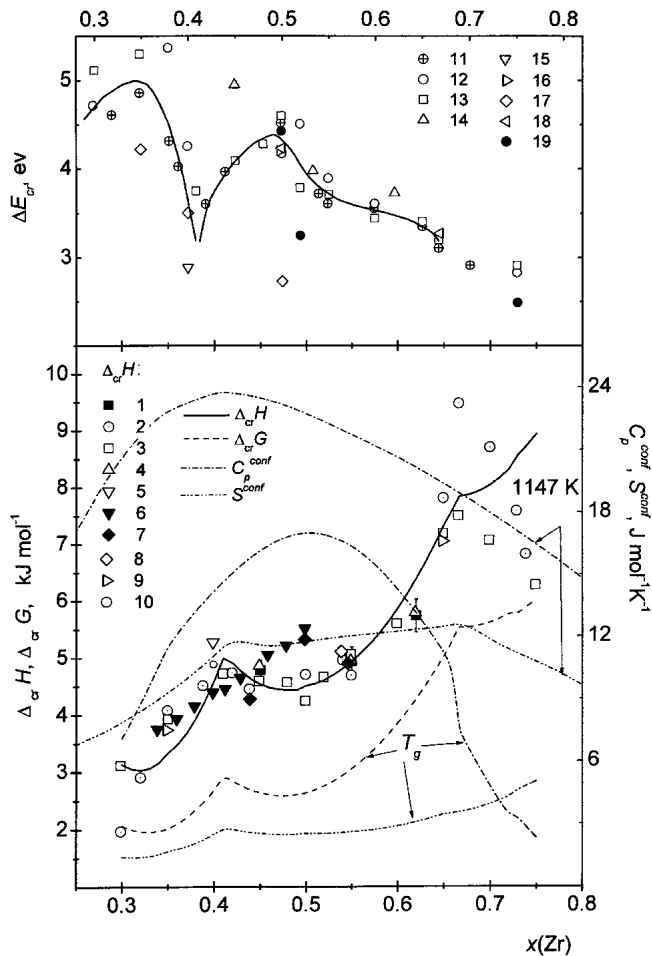 0.3 0.4 0.5 0.6 0.7 0.8
5
4
3
ΔE_cr, ev
11 15
12 16
13 17
14 18
19
10
9
8
7
6
5
4
3
2
Δ_cr H, Δ_cr G, kJ mol⁻¹
Δ_cr H :
1
2
3
4
5
6
7
8
9
10
Δ_cr H
Δ_cr G
C_p^conf
S^conf
1147 K
T_g
24
18
12
6
C_p^conf, S^conf, J mol⁻¹K⁻¹
0.3 0.4 0.5 0.6 0.7 0.8
x(Zr)